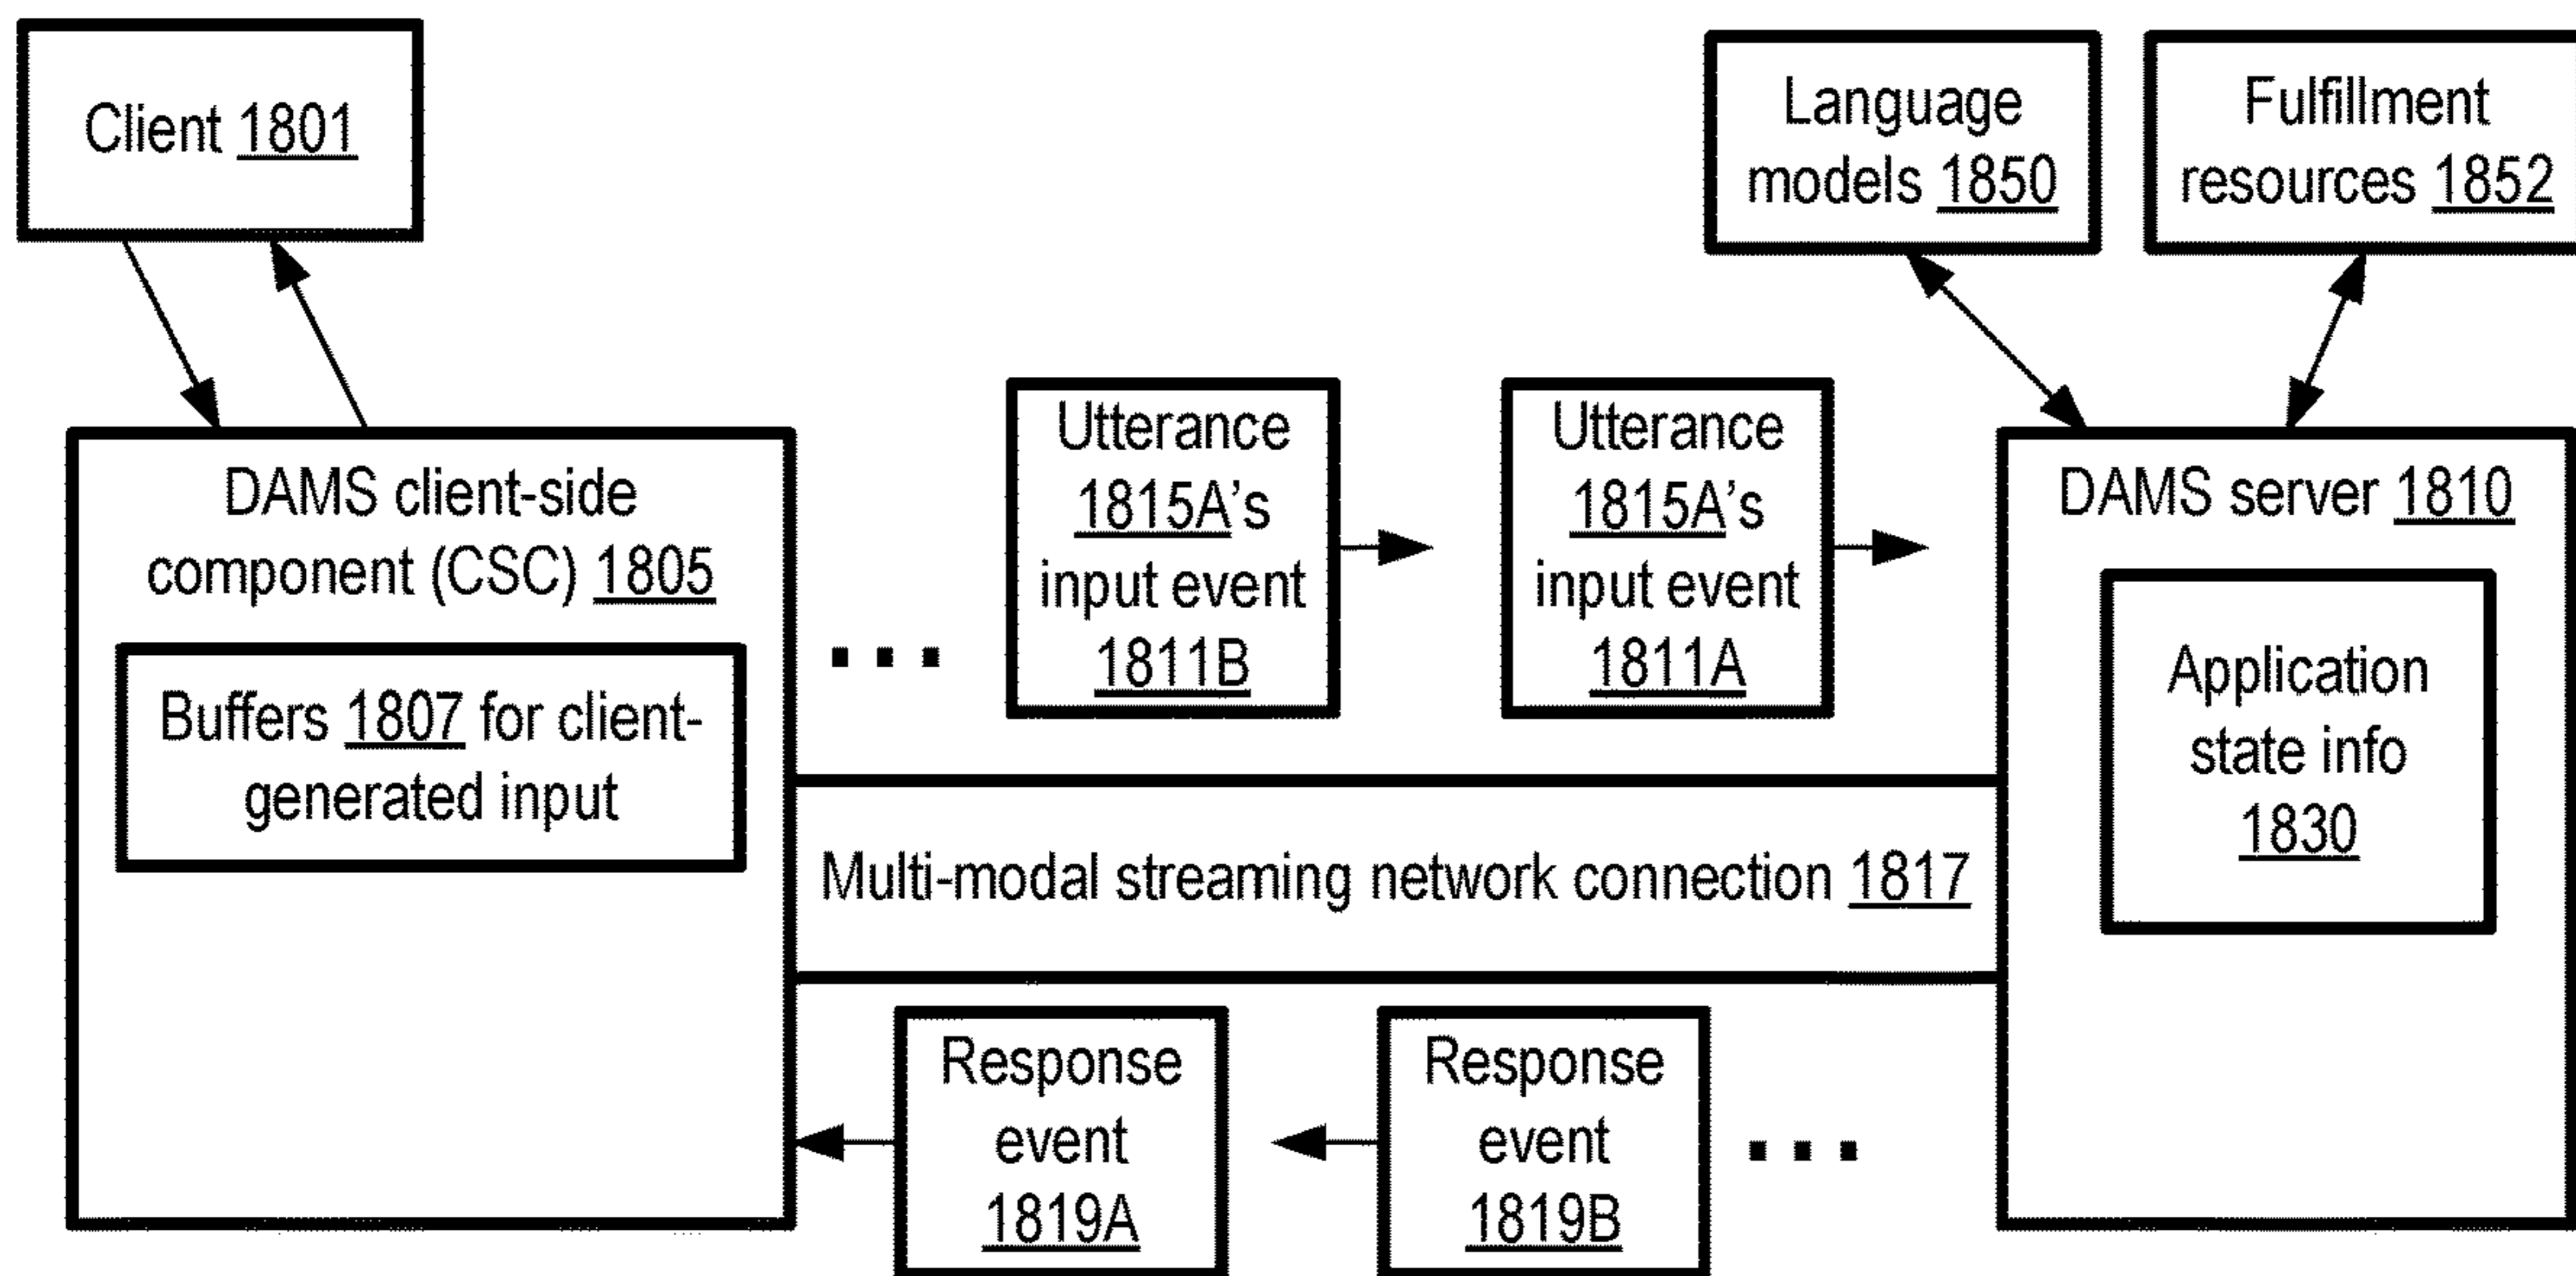 Client 1801
Language
models 1850
Fulfillment
resources 1852
DAMS client-side
component (CSC) 1805
Buffers 1807 for client-
generated input
Utterance
1815A's
input event
1811B
Utterance
1815A's
input event
1811A
DAMS server 1810
Application
state info
1830
Multi-modal streaming network connection 1817
Response
event
1819A
Response
event
1819B